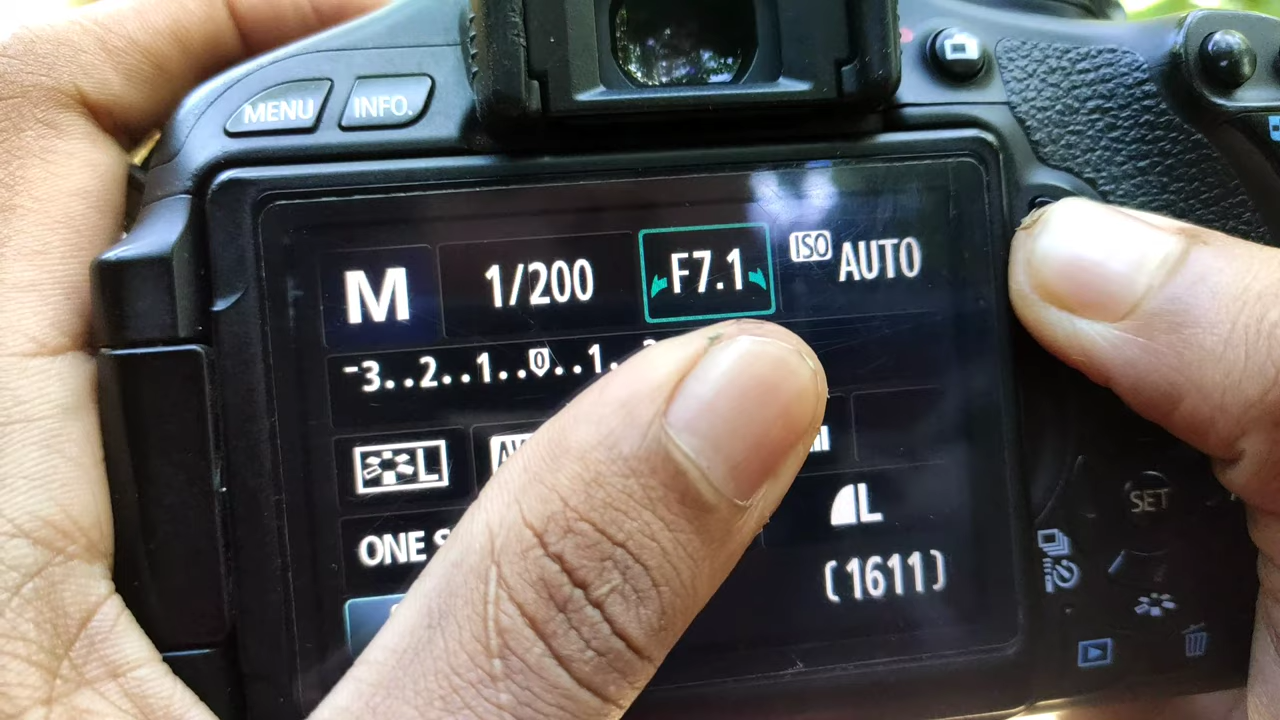 MENU INFO.
M 1/200 F7.1 ISO AUTO
-3..2..1..0..1.
L
ONE
L
(1611)
SET